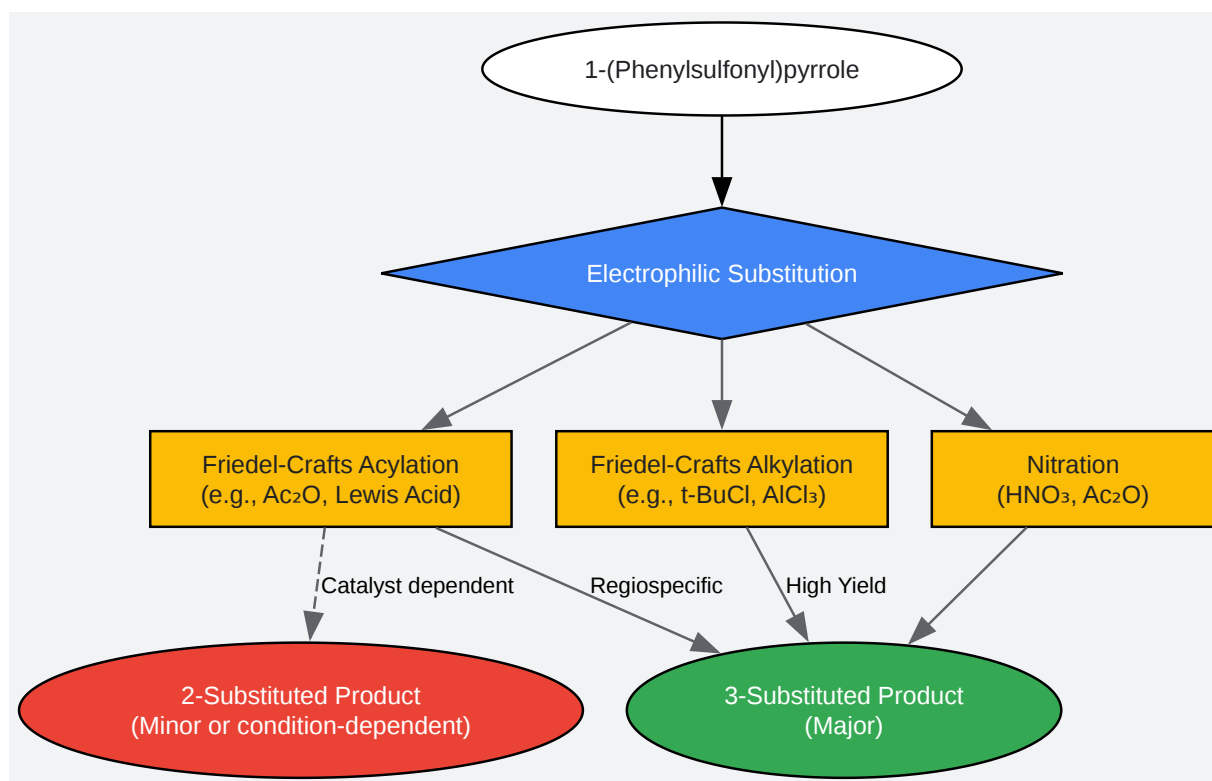 1-(Phenylsulfonyl)pyrrole
Electrophilic Substitution
Friedel-Crafts Acylation
(e.g., Ac₂O, Lewis Acid)
Friedel-Crafts Alkylation
(e.g., t-BuCl, AlCl₃)
Nitration
(HNO₃, Ac₂O)
Catalyst dependent
Regiospecific
High Yield
2-Substituted Product
(Minor or condition-dependent)
3-Substituted Product
(Major)